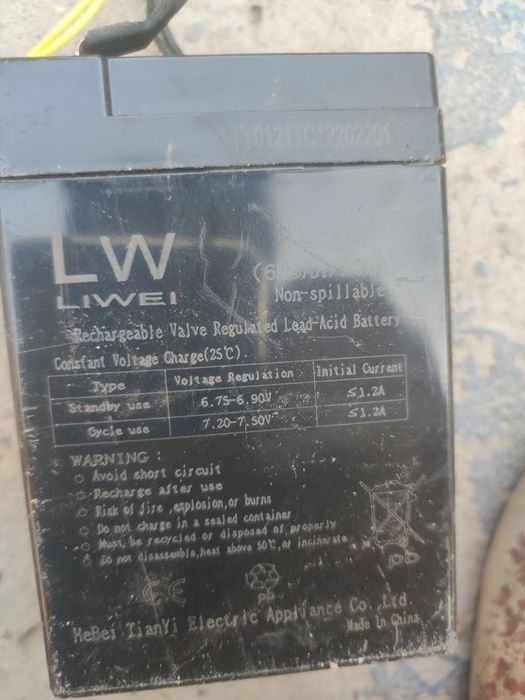 LW
LIWEI
Non-spillable
Rechargeable Valve Regulated Lead-Acid Battery
Constant Voltage Charge(25℃)
Type Voltage Regulation Initial Current
Standby use 6.75-6.90V ≤1.2A
Cycle use 7.20-7.50V ≤1.2A
WARNING :
Avoid short circuit
Recharge after use
Risk of fire ,explosion,or burns
Do not charge in a sealed container
Must be recycled or disposed of properly
Do not disassemble,heat above 50℃,or incinerate
Pb
CE
PP
HeBei TianYi Electric Appliance Co. Ltd
Made In China